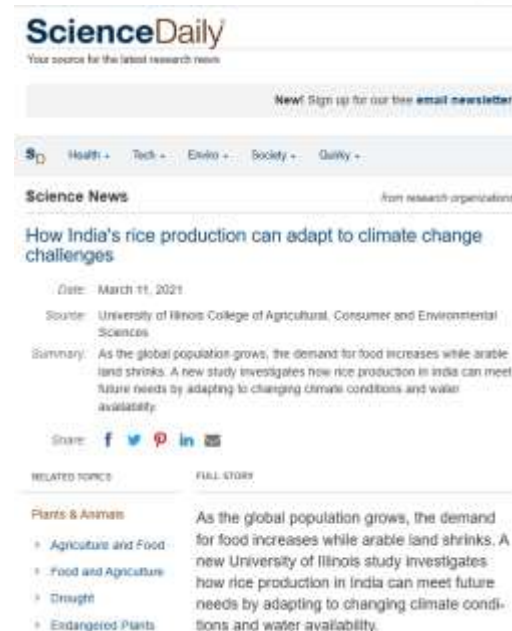 ScienceDaily
Your source for the latest research news
New! Sign up for our free email newsletter
SD Health Tech Enviro Society Quirky
Science News from research organizations
How India's rice production can adapt to climate change
challenges
Date: March 11, 2021
Source: University of Illinois College of Agricultural, Consumer and Environmental
Sciences
Summary: As the global population grows, the demand for food increases while arable
land shrinks. A new study investigates how rice production in India can meet
future needs by adapting to changing climate conditions and water
availability.
Share: f in
RELATED TOPICS
Plants & Animals
Agriculture and Food
Food and Agriculture
Drought
Endangered Plants
FULL STORY
As the global population grows, the demand
for food increases while arable land shrinks. A
new University of Illinois study investigates
how rice production in India can meet future
needs by adapting to changing climate condi-
tions and water availability.